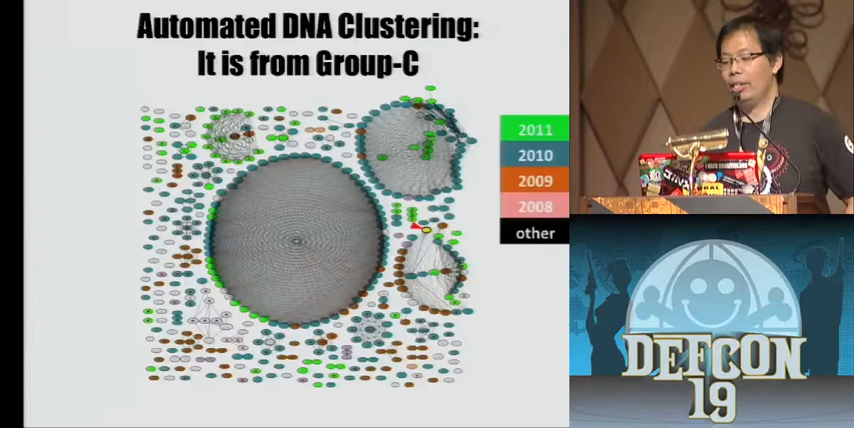 Automated DNA Clustering:
It is from Group-C
2011
2010
2009
2008
other
DEFCON
19